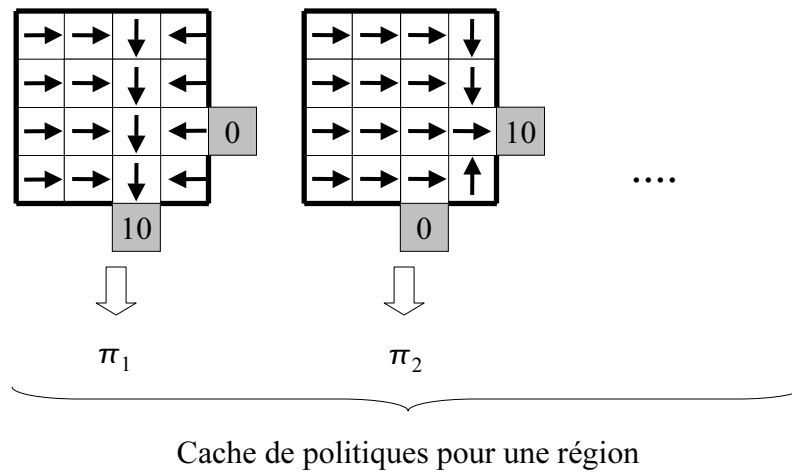 0 10
10 0
....
π1 π2
Cache de politiques pour une région